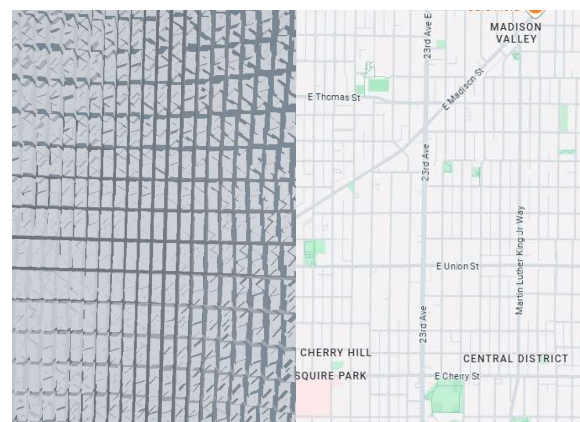 MADISON
VALLEY
23rd Ave E
E Thomas St
E Madison St
23rd Ave
Martin Luther King Jr Way
E Union St
23rd Ave
CHERRY HILL
CENTRAL DISTRICT
SQUIRE PARK
E Cherry St